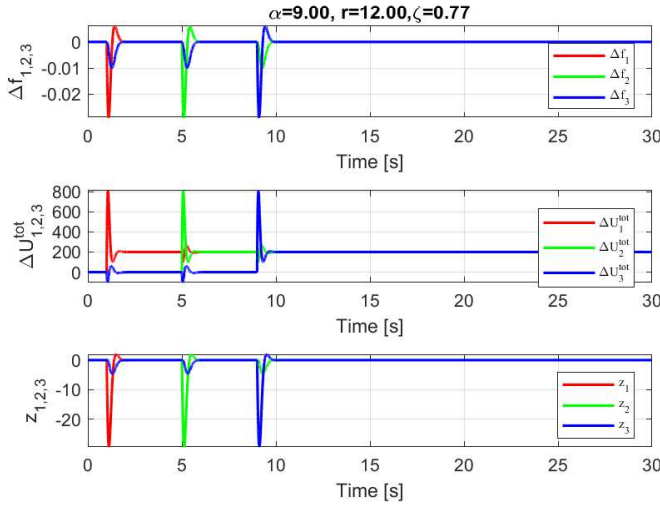 α=9.00, r=12.00,ζ=0.77
Δf1,2,3
0
-0.01
-0.02
Δf1
Δf2
Δf3
0 5 10 15 20 25 30
Time [s]
ΔU1,2,3tot
800
600
400
200
0
ΔU1tot
ΔU2tot
ΔU3tot
0 5 10 15 20 25 30
Time [s]
z1,2,3
0
-10
-20
z1
z2
z3
0 5 10 15 20 25 30
Time [s]